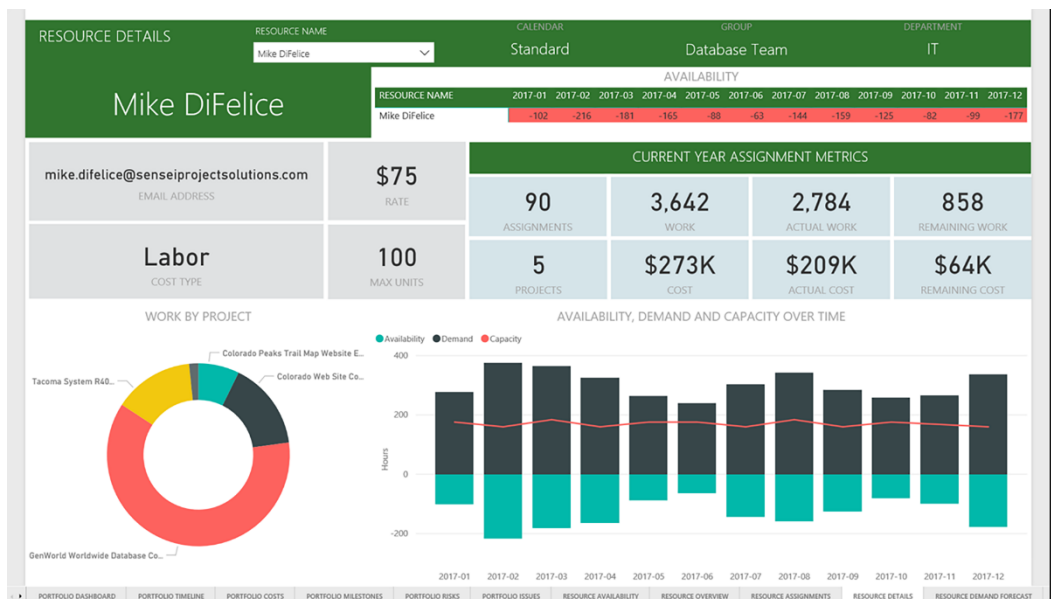 RESOURCE DETAILS
RESOURCE NAME
Mike DiFelice
CALENDAR
Standard
GROUP
Database Team
DEPARTMENT
IT
Mike DiFelice
AVAILABILITY
RESOURCE NAME 2017-01 2017-02 2017-03 2017-04 2017-05 2017-06 2017-07 2017-08 2017-09 2017-10 2017-11 2017-12
Mike DiFelice -102 -216 -181 -165 -88 -63 -144 -159 -125 -82 -99 -177
mike.difelice@senseiprojectsolutions.com
EMAIL ADDRESS
$75
RATE
Labor
COST TYPE
100
MAX UNITS
CURRENT YEAR ASSIGNMENT METRICS
90
ASSIGNMENTS
3,642
WORK
2,784
ACTUAL WORK
858
REMAINING WORK
5
PROJECTS
$273K
COST
$209K
ACTUAL COST
$64K
REMAINING COST
WORK BY PROJECT
Colorado Peaks Trail Map Website E...
Colorado Web Site Co...
Tacoma System R40...
GenWorld Worldwide Database Co...
AVAILABILITY, DEMAND AND CAPACITY OVER TIME
Availability Demand Capacity
400
200
0
-200
Hours
2017-01 2017-02 2017-03 2017-04 2017-05 2017-06 2017-07 2017-08 2017-09 2017-10 2017-11 2017-12
PORTFOLIO DASHBOARD PORTFOLIO TIMELINE PORTFOLIO COSTS PORTFOLIO MILESTONES PORTFOLIO RISKS PORTFOLIO ISSUES RESOURCE AVAILABILITY RESOURCE OVERVIEW RESOURCE ASSIGNMENTS RESOURCE DETAILS RESOURCE DEMAND FORECAST